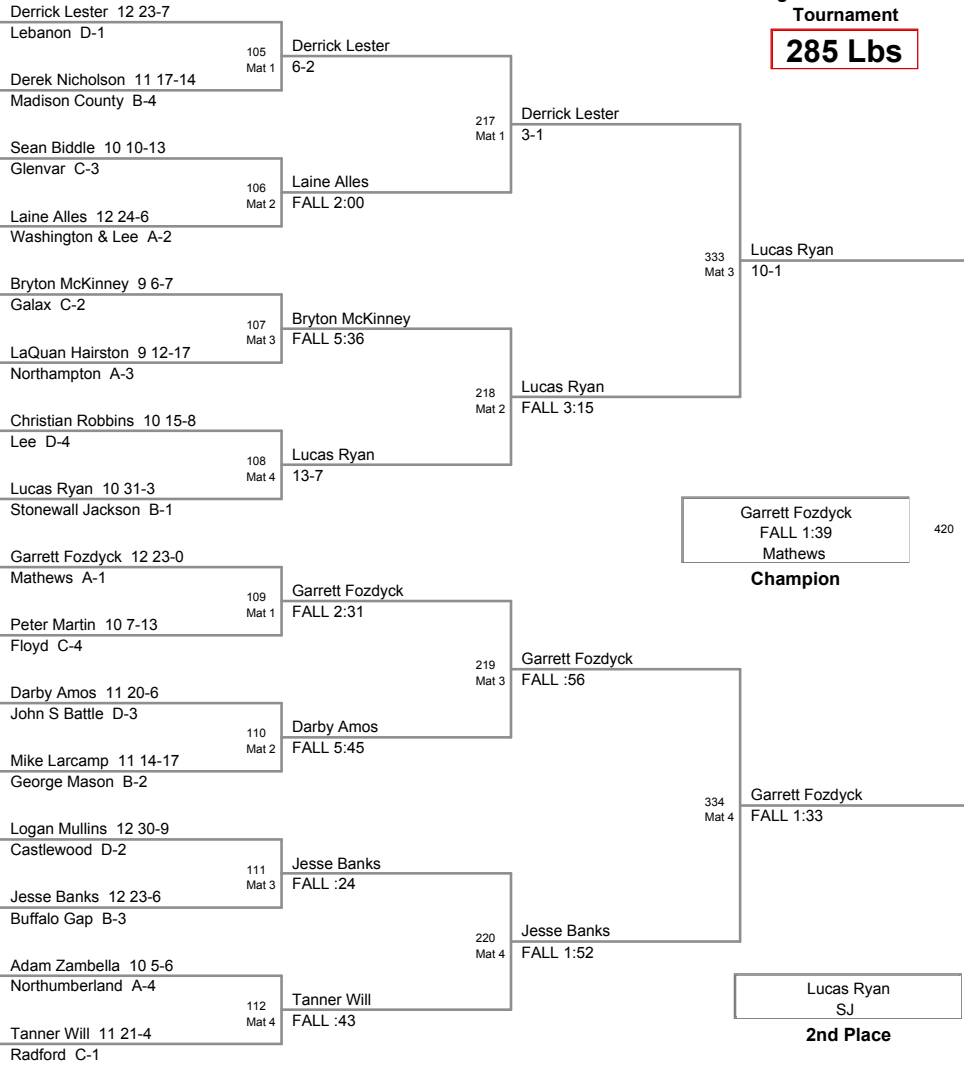 Tournament
285 Lbs
Derrick Lester 12 23-7
Lebanon D-1
105
Mat 1
Derrick Lester
6-2
Derek Nicholson 11 17-14
Madison County B-4
217
Mat 1
Derrick Lester
3-1
Sean Biddle 10 10-13
Glenvar C-3
106
Mat 2
Laine Alles
FALL 2:00
Laine Alles 12 24-6
Washington & Lee A-2
333
Mat 3
Lucas Ryan
10-1
Bryton McKinney 9 6-7
Galax C-2
107
Mat 3
Bryton McKinney
FALL 5:36
LaQuan Hairston 9 12-17
Northampton A-3
218
Mat 2
Lucas Ryan
FALL 3:15
Christian Robbins 10 15-8
Lee D-4
108
Mat 4
Lucas Ryan
13-7
Lucas Ryan 10 31-3
Stonewall Jackson B-1
Garrett Fozdyck
FALL 1:39
Mathews
420
Champion
Garrett Fozdyck 12 23-0
Mathews A-1
109
Mat 1
Garrett Fozdyck
FALL 2:31
Peter Martin 10 7-13
Floyd C-4
219
Mat 3
Garrett Fozdyck
FALL :56
Darby Amos 11 20-6
John S Battle D-3
110
Mat 2
Darby Amos
FALL 5:45
Mike Larcamp 11 14-17
George Mason B-2
334
Mat 4
Garrett Fozdyck
FALL 1:33
Logan Mullins 12 30-9
Castlewood D-2
111
Mat 3
Jesse Banks
FALL :24
Jesse Banks 12 23-6
Buffalo Gap B-3
220
Mat 4
Jesse Banks
FALL 1:52
Adam Zambella 10 5-6
Northumberland A-4
112
Mat 4
Tanner Will
FALL :43
Tanner Will 11 21-4
Radford C-1
Lucas Ryan
SJ
2nd Place